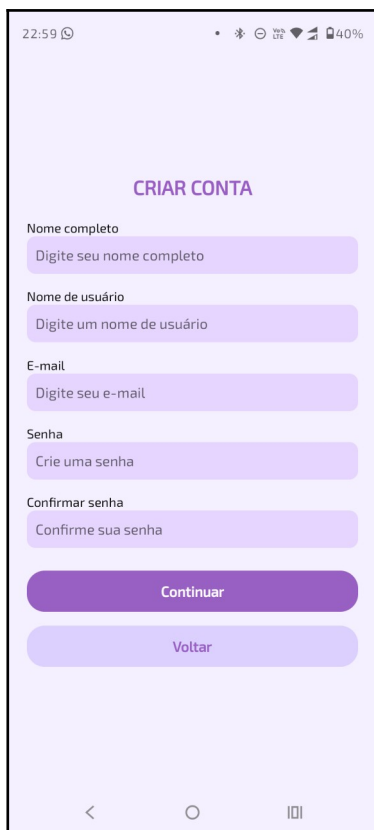 22:59 VoLTE 40%
CRIAR CONTA
Nome completo
Digite seu nome completo
Nome de usuário
Digite um nome de usuário
E-mail
Digite seu e-mail
Senha
Crie uma senha
Confirmar senha
Confirme sua senha
Continuar
Voltar